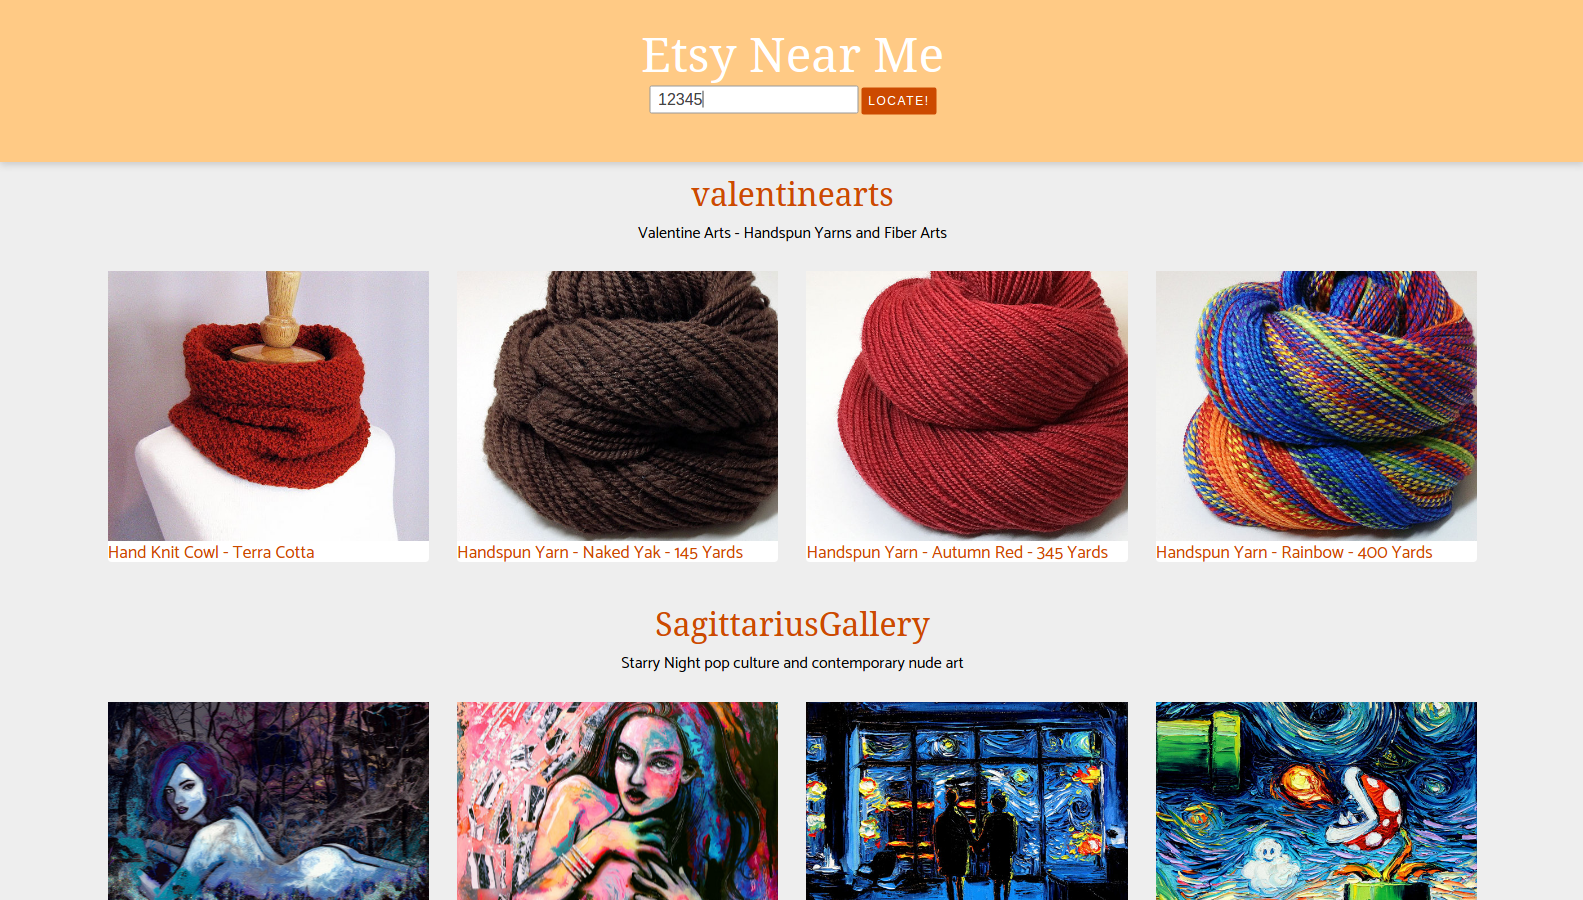 Etsy Near Me
12345
LOCATE!
valentinearts
Valentine Arts - Handspun Yarns and Fiber Arts
Hand Knit Cowl - Terra Cotta
Handspun Yarn - Naked Yak - 145 Yards
Handspun Yarn - Autumn Red - 345 Yards
Handspun Yarn - Rainbow - 400 Yards
SagittariusGallery
Starry Night pop culture and contemporary nude art